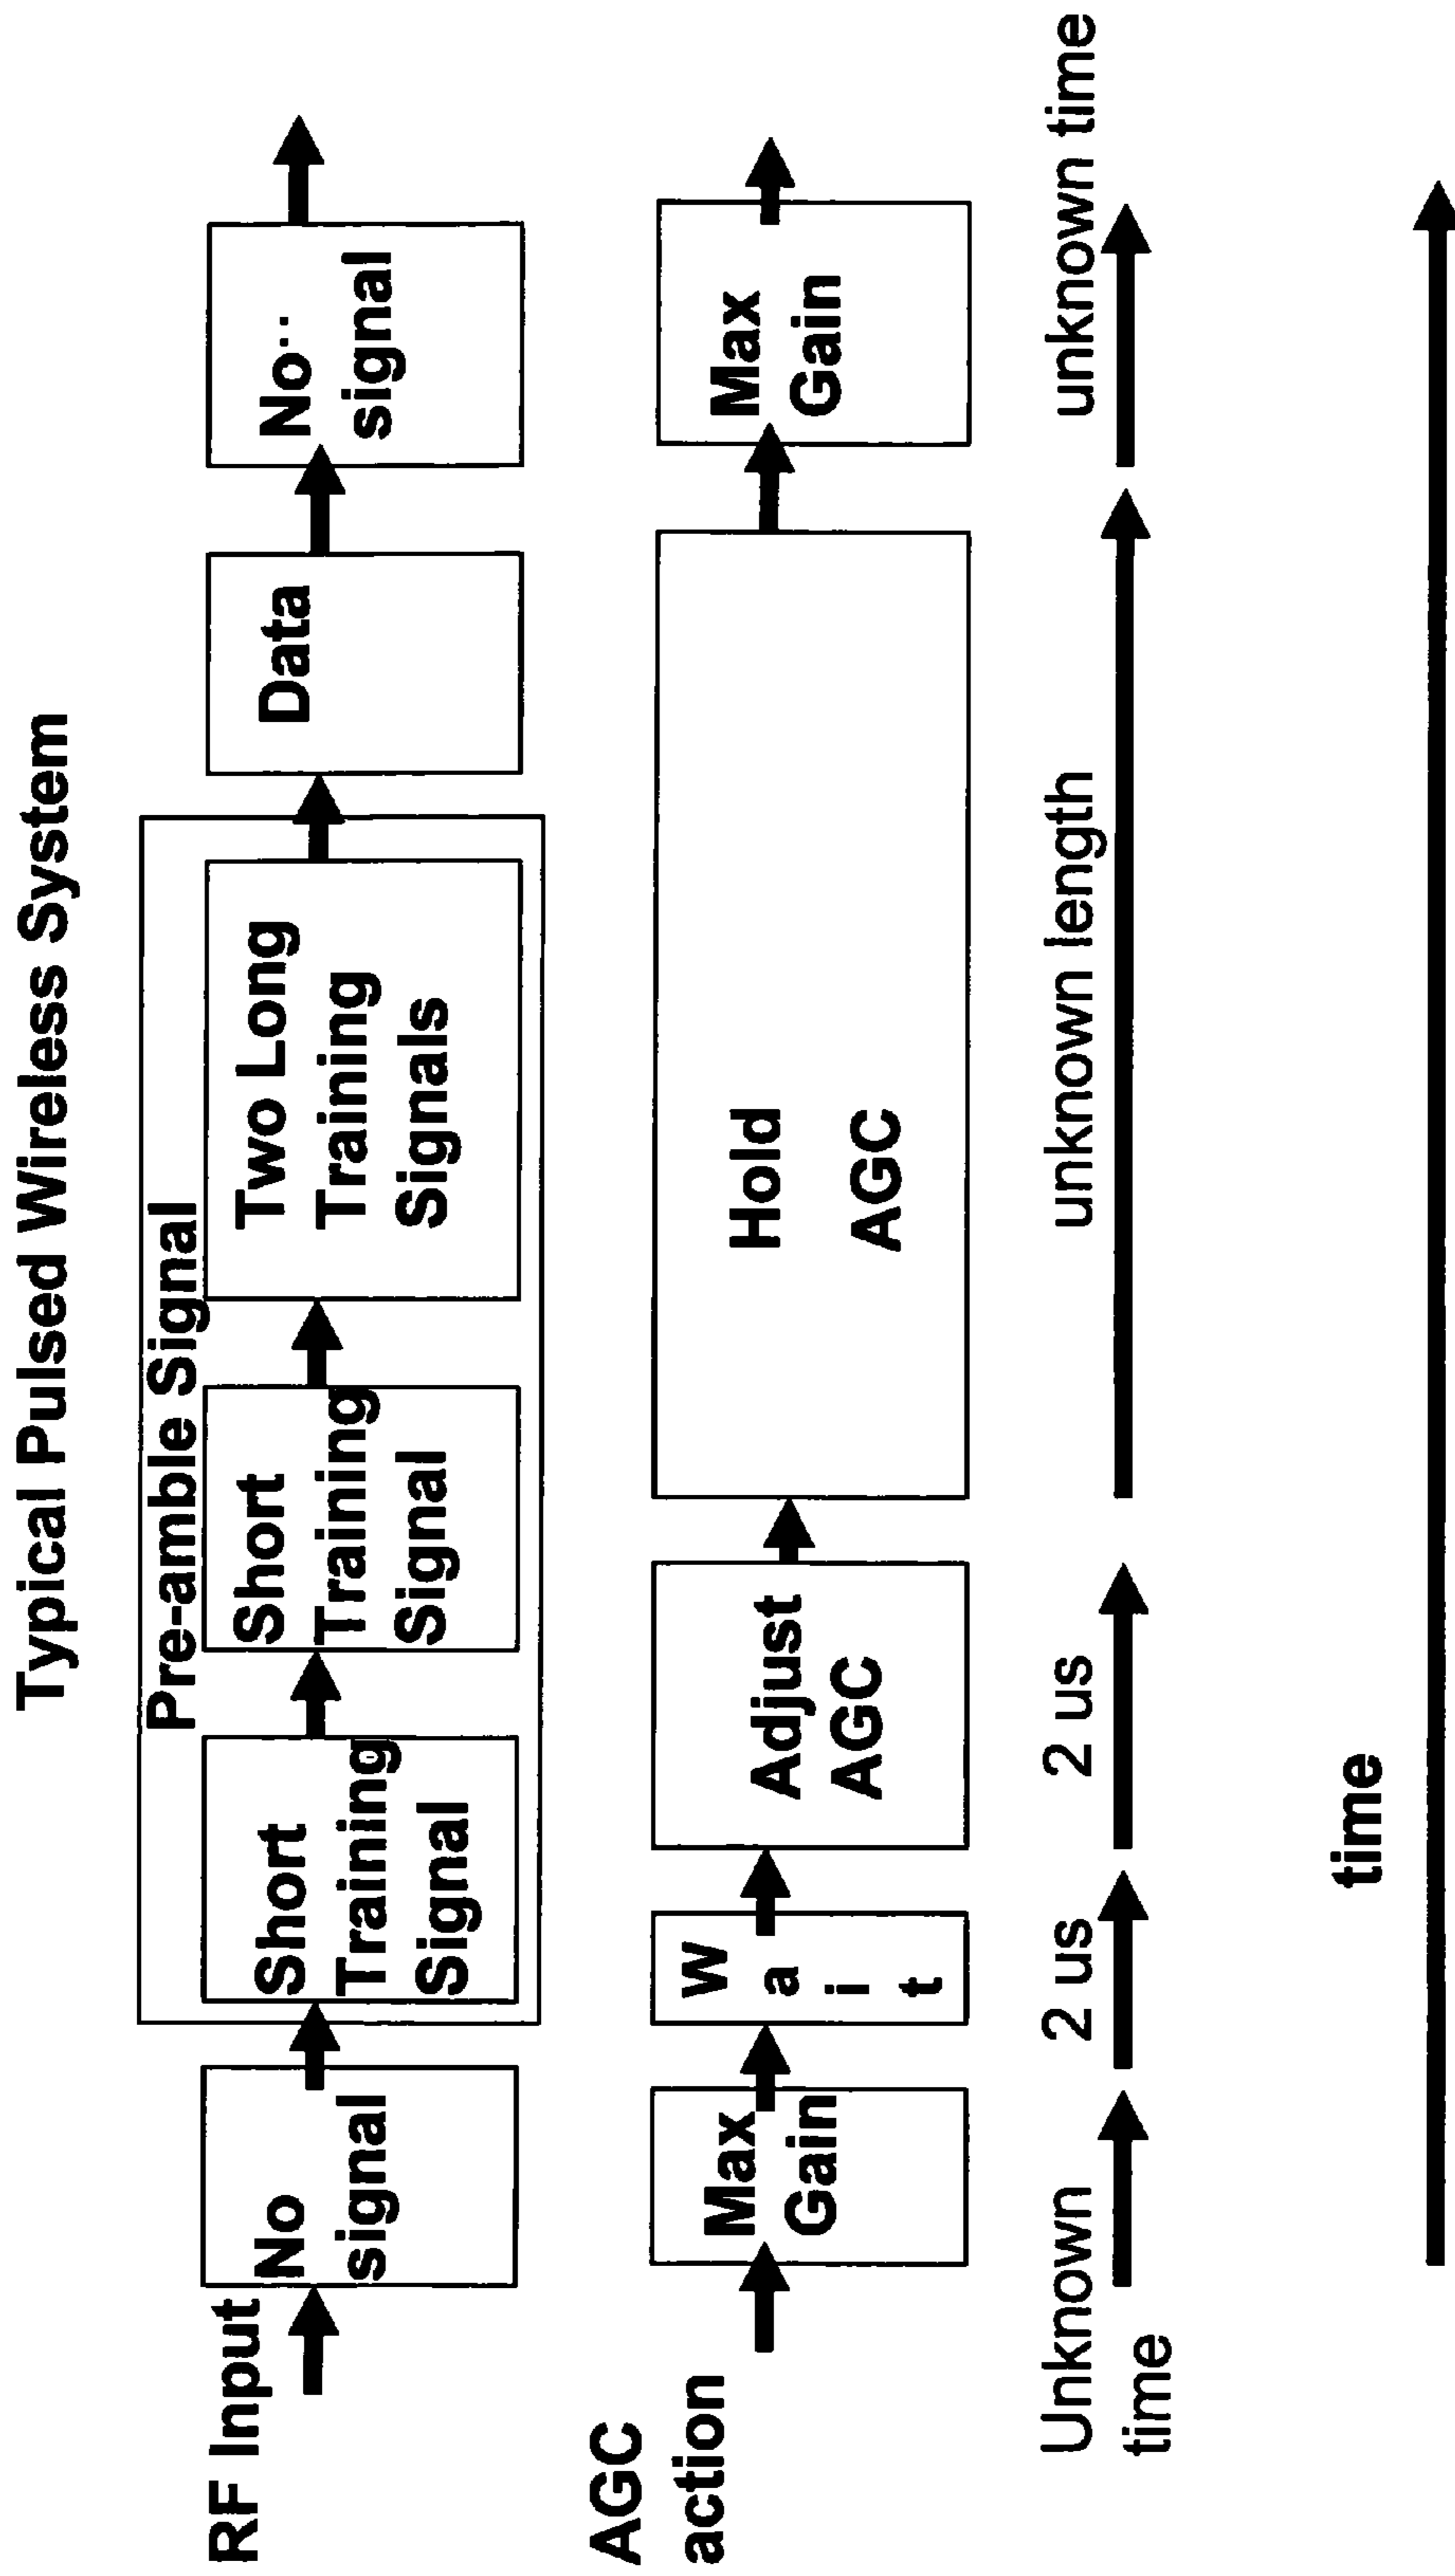 Typical Pulsed Wireless System
Pre-amble Signal
RF Input
No
signal
Short
Training
Signal
Short
Training
Signal
Two Long
Training
Signals
Data
No··
signal
AGC
action
Max
Gain
W
a
i
t
Adjust
AGC
Hold
AGC
Max
Gain
Unknown
time
2 us
2 us
unknown length
unknown time
time